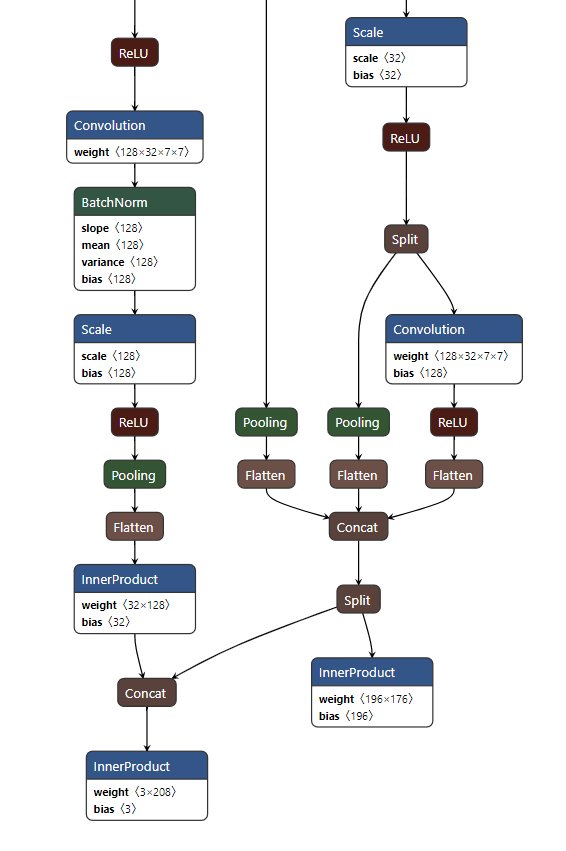 ReLU
Convolution
weight〈128×32×7×7〉
BatchNorm
slope〈128〉
mean〈128〉
variance〈128〉
bias〈128〉
Scale
scale〈128〉
bias〈128〉
ReLU
Pooling
Flatten
InnerProduct
weight〈32×128〉
bias〈32〉
Concat
InnerProduct
weight〈3×208〉
bias〈3〉
Scale
scale〈32〉
bias〈32〉
ReLU
Split
Convolution
weight〈128×32×7×7〉
bias〈128〉
Pooling
Pooling
ReLU
Flatten
Flatten
Flatten
Concat
Split
InnerProduct
weight〈196×176〉
bias〈196〉